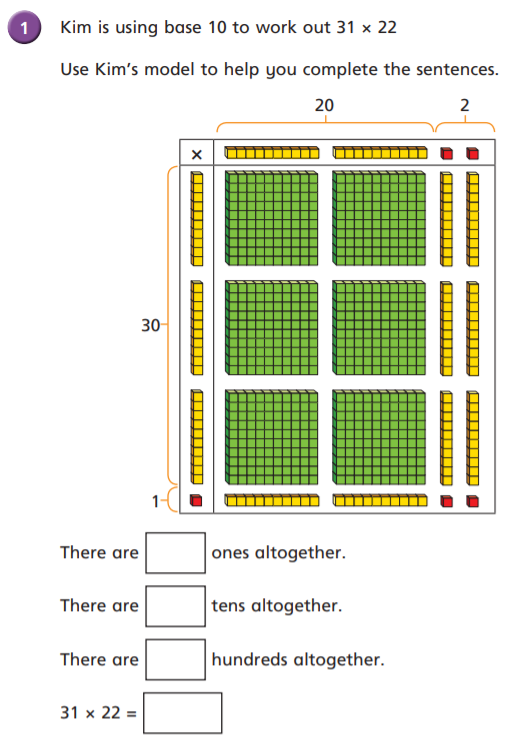 1 Kim is using base 10 to work out 31 × 22
Use Kim's model to help you complete the sentences.
20 2
×
30
1
There are ones altogether.
There are tens altogether.
There are hundreds altogether.
31 × 22 =